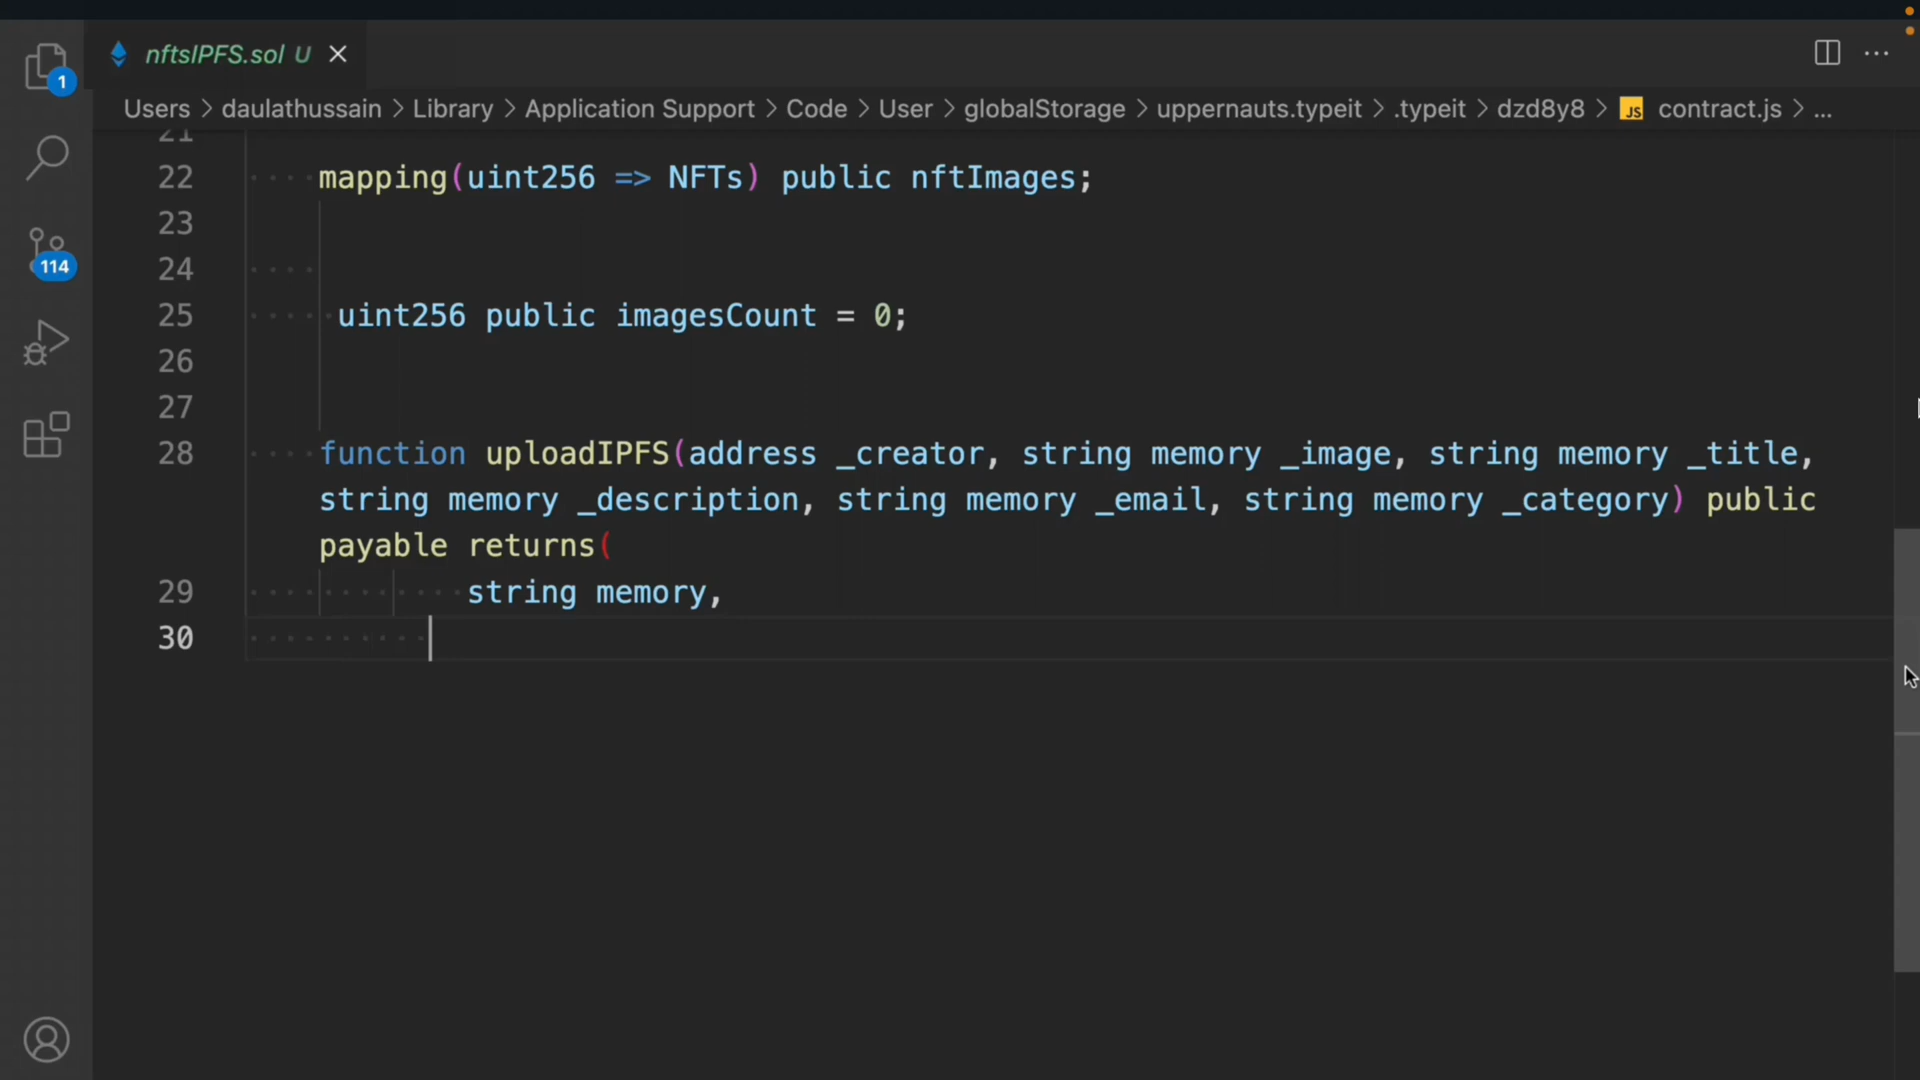 nftsIPFS.sol U
1
Users > daulathussain > Library > Application Support > Code > User > globalStorage > uppernauts.typeit > .typeit > dzd8y8 > JS contract.js > ...
21
22 mapping(uint256 => NFTs) public nftImages;
23
24
114
25 uint256 public imagesCount = 0;
26
27
28 function uploadIPFS(address _creator, string memory _image, string memory _title,
string memory _description, string memory _email, string memory _category) public
payable returns(
29 string memory,
30